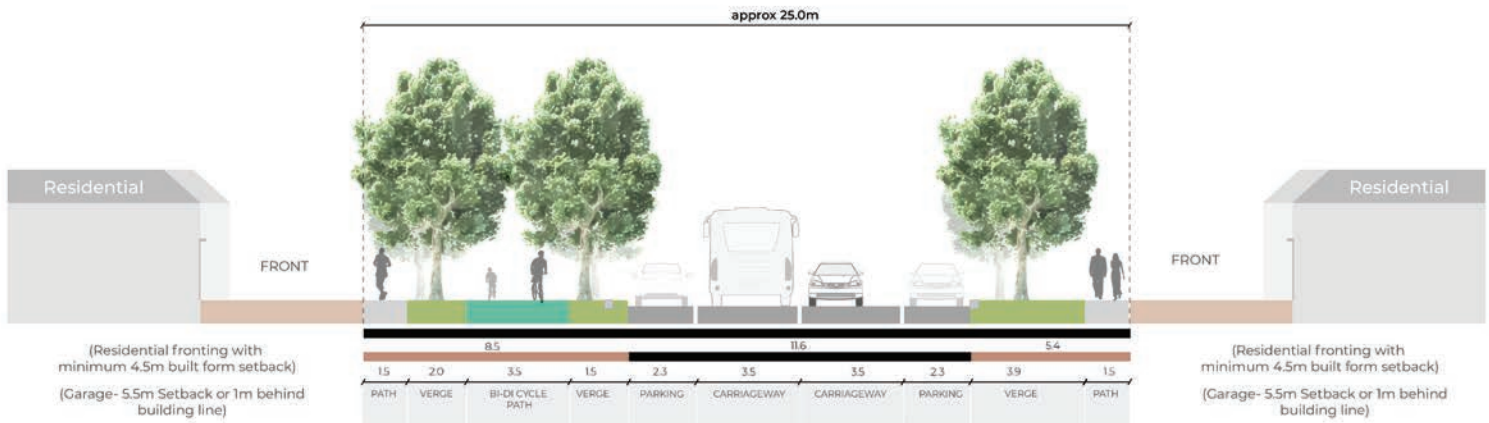 approx 25.0m
Residential
Residential
FRONT
FRONT
8.5 11.6 5.4
1.5 2.0 3.5 1.5 2.3 3.5 3.5 2.3 3.9 1.5
PATH VERGE BI-DI CYCLE PATH VERGE PARKING CARRIAGEWAY CARRIAGEWAY PARKING VERGE PATH
(Residential fronting with
minimum 4.5m built form setback)
(Garage- 5.5m Setback or 1m behind
building line)
(Residential fronting with
minimum 4.5m built form setback)
(Garage- 5.5m Setback or 1m behind
building line)